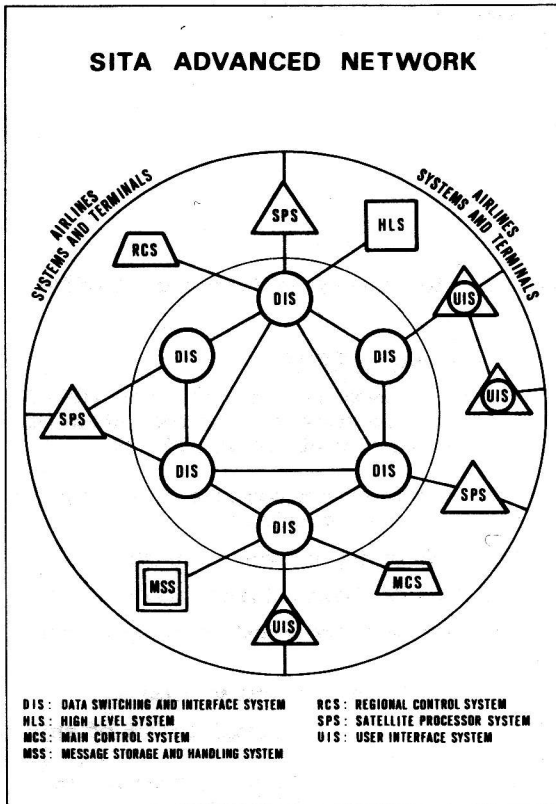 SITA ADVANCED NETWORK
AIRLINES
SYSTEMS AND TERMINALS
AIRLINES
SYSTEMS AND TERMINALS
SPS
HLS
RCS
DIS
UIS
DIS
DIS
UIS
SPS
DIS
DIS
SPS
DIS
MSS
MCS
UIS
DIS: DATA SWITCHING AND INTERFACE SYSTEM
HLS: HIGH LEVEL SYSTEM
MCS: MAIN CONTROL SYSTEM
MSS: MESSAGE STORAGE AND HANDLING SYSTEM
RCS: REGIONAL CONTROL SYSTEM
SPS: SATELLITE PROCESSOR SYSTEM
UIS: USER INTERFACE SYSTEM